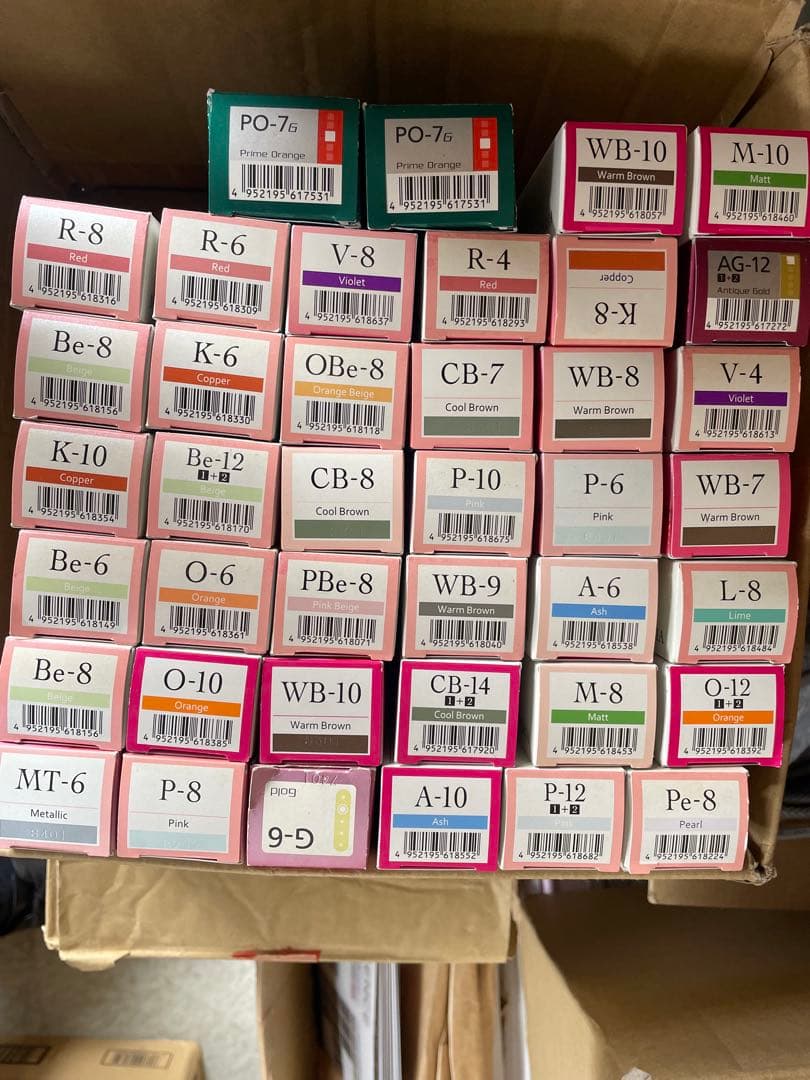 PO-7G
Prime Orange
4 952195 617531
PO-7G
Prime Orange
4 952195 617531
WB-10
Warm Brown
4 952195 618057
M-10
Matt
4 952195 618460
R-8
Red
4 952195 618316
R-6
Red
4 952195 618309
V-8
Violet
4 952195 618637
R-4
Red
4 952195 618293
K-8
Copper
AG-12
1+2
Antique Gold
4 952195 617272
Be-8
Beige
4 952195 618156
K-6
Copper
4 952195 618330
OBe-8
Orange Beige
4 952195 618118
CB-7
Cool Brown
WB-8
Warm Brown
V-4
Violet
4 952195 618613
K-10
Copper
4 952195 618354
Be-12
1+2
Beige
4 952195 618170
CB-8
Cool Brown
P-10
Pink
4 952195 618675
P-6
Pink
WB-7
Warm Brown
Be-6
Beige
4 952195 618149
O-6
Orange
4 952195 618361
PBe-8
Pink Beige
4 952195 618071
WB-9
Warm Brown
4 952195 618040
A-6
Ash
4 952195 618538
L-8
Lime
4 952195 618484
Be-8
Beige
4 952195 618156
O-10
Orange
4 952195 618385
WB-10
Warm Brown
CB-14
1+2
Cool Brown
4 952195 617920
M-8
Matt
4 952195 618453
O-12
1+2
Orange
4 952195 618392
MT-6
Metallic
P-8
Pink
G-6
Gold
A-10
Ash
4 952195 618552
P-12
1+2
4 952195 618682
Pe-8
Pearl
4 952195 618224